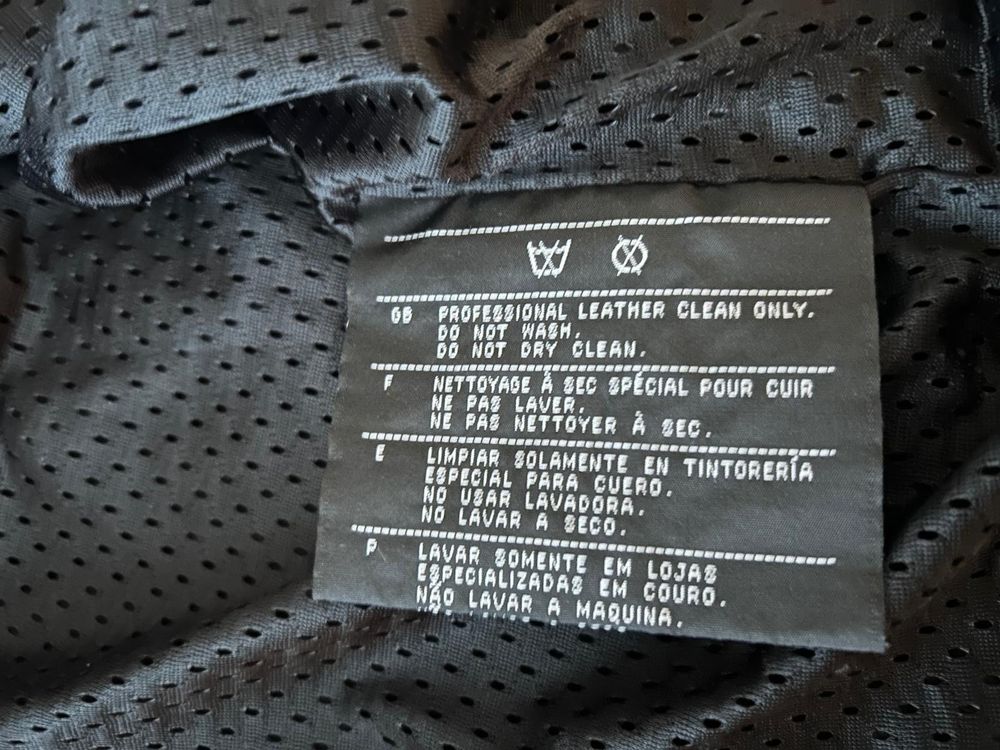 GB PROFESSIONAL LEATHER CLEAN ONLY.
DO NOT WASH.
DO NOT DRY CLEAN.
F NETTOYAGE À SEC SPÉCIAL POUR CUIR
NE PAS LAVER.
NE PAS NETTOYER À SEC.
E LIMPIAR SOLAMENTE EN TINTORERÍA
ESPECIAL PARA CUERO.
NO USAR LAVADORA.
NO LAVAR A SECO.
P LAVAR SOMENTE EM LOJAS
ESPECIALIZADAS EM COURO.
NÃO LAVAR A MAQUINA.